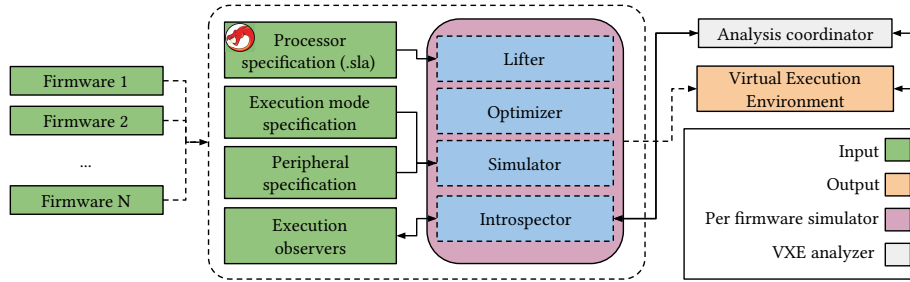 Firmware 1
Firmware 2
...
Firmware N
Processor
specification (.sla)
Execution mode
specification
Peripheral
specification
Execution
observers
Lifter
Optimizer
Simulator
Introspector
Analysis coordinator
Virtual Execution
Environment
Input
Output
Per firmware simulator
VXE analyzer